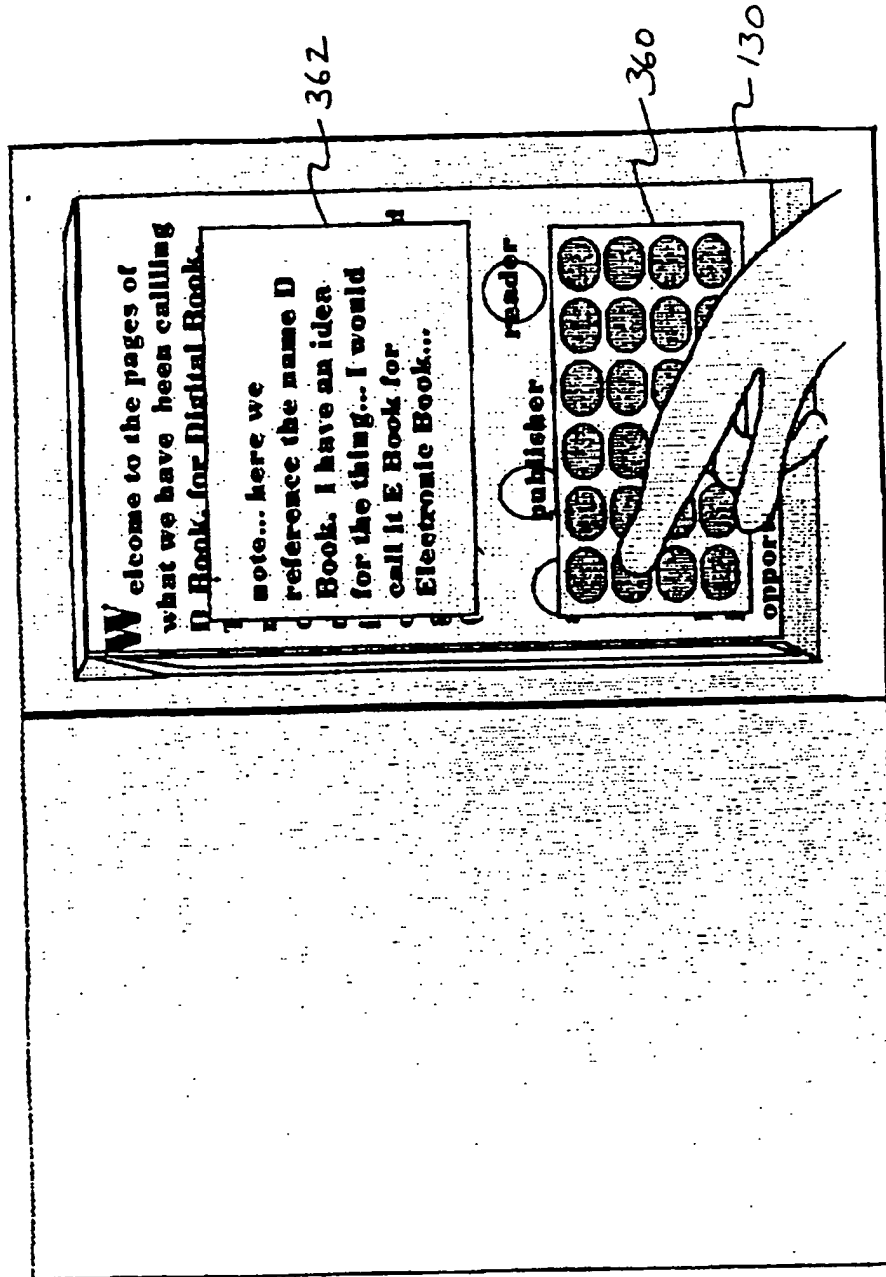 Welcome to the pages of
what we have been callling
D Book, for Digital Book.
note... here we
reference the name D
Book. I have an idea
for the thing... I would
call it E Book for
Electronic Book...
362
publisher reader
360
oppor
130